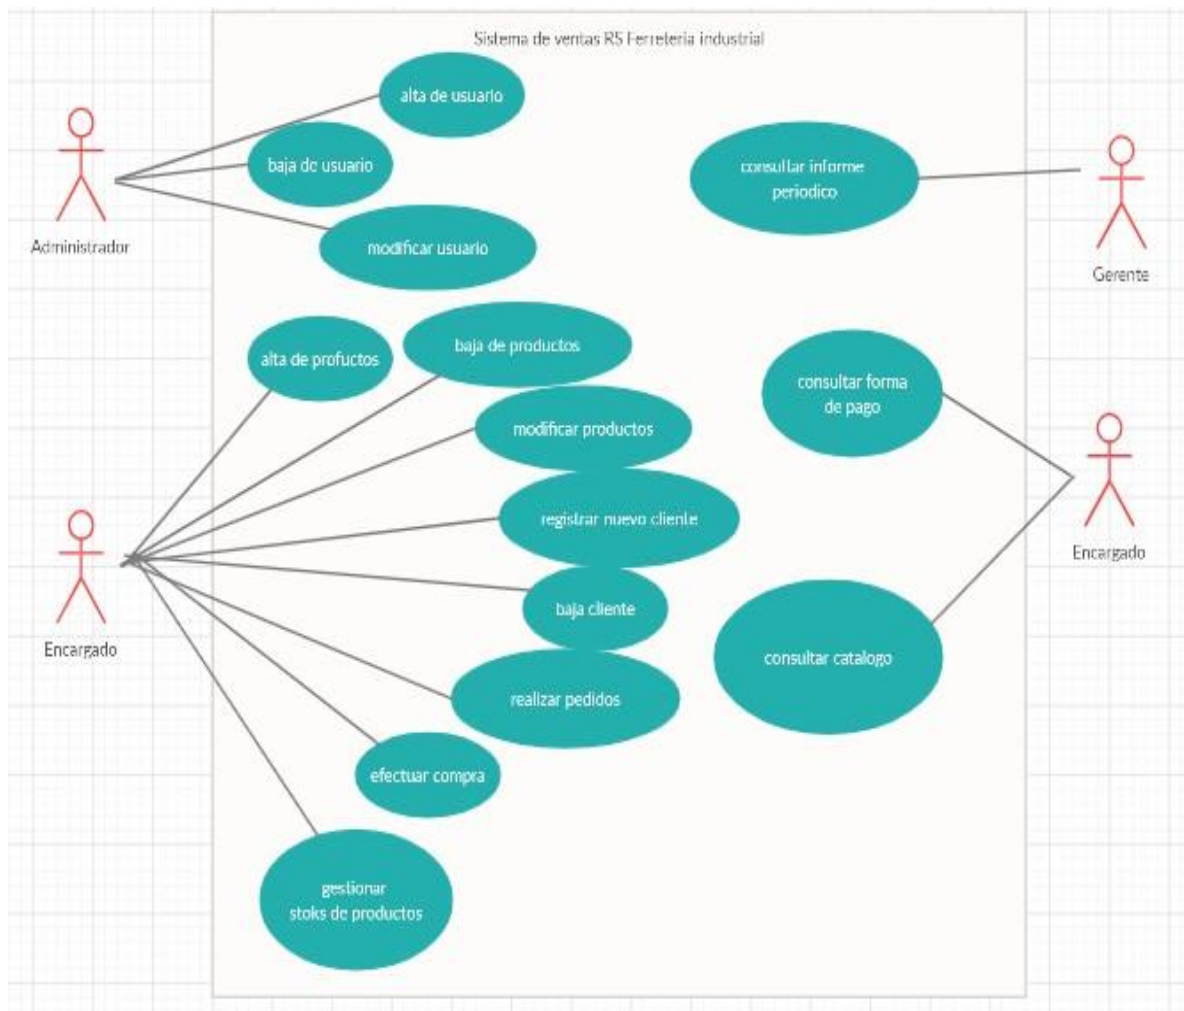 Sistema de ventas RS Ferreteria industrial
alta de usuario
baja de usuario
modificar usuario
Administrador
consultar informe
periodico
Gerente
alta de profuctos
baja de productos
modificar productos
registrar nuevo cliente
baja cliente
realizar pedidos
efectuar compra
gestionar
stoks de productos
Encargado
consultar forma
de pago
consultar catalogo
Encargado